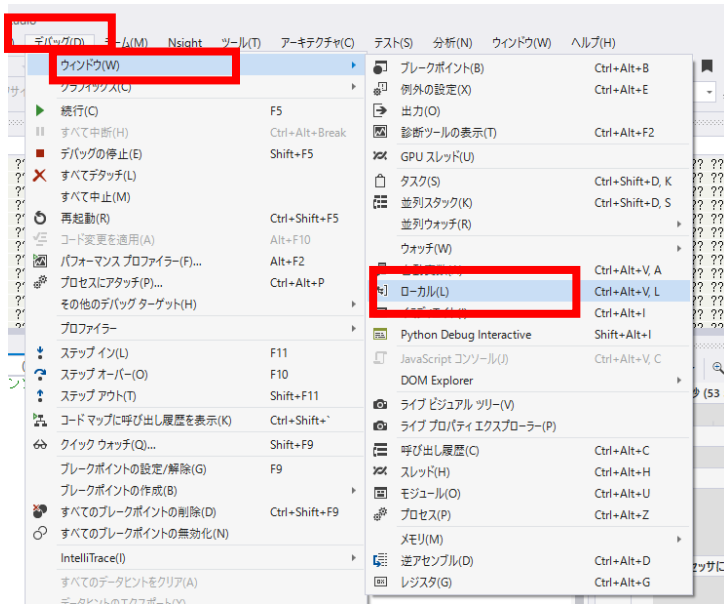 デバッグ(D) チーム(M) Nsight ツール(T) アーキテクチャ(C) テスト(S) 分析(N) ウィンドウ(W) ヘルプ(H)
ウィンドウ(W)
グラフィックス(C)
続行(C) F5
すべて中断(H) Ctrl+Alt+Break
デバッグの停止(E) Shift+F5
すべてデタッチ(L)
すべて中止(M)
再起動(R) Ctrl+Shift+F5
コード変更を適用(A) Alt+F10
パフォーマンス プロファイラー(F)... Alt+F2
プロセスにアタッチ(P)... Ctrl+Alt+P
その他のデバッグ ターゲット(H)
プロファイラー
ステップ イン(L) F11
ステップ オーバー(O) F10
ステップ アウト(T) Shift+F11
コード マップに呼び出し履歴を表示(K) Ctrl+Shift+`
クイック ウォッチ(Q)... Shift+F9
ブレークポイントの設定/解除(G) F9
ブレークポイントの作成(B)
すべてのブレークポイントの削除(D) Ctrl+Shift+F9
すべてのブレークポイントの無効化(N)
IntelliTrace(I)
すべてのデータヒントをクリア(A)
データヒントのエクスポート(X)
ブレークポイント(B) Ctrl+Alt+B
例外の設定(X) Ctrl+Alt+E
出力(O)
診断ツールの表示(T) Ctrl+Alt+F2
GPU スレッド(U)
タスク(S) Ctrl+Shift+D, K
並列スタック(K) Ctrl+Shift+D, S
並列ウォッチ(R)
ウォッチ(W)
Ctrl+Alt+V, A
ローカル(L) Ctrl+Alt+V, L
Ctrl+Alt+I
Python Debug Interactive Shift+Alt+I
JavaScript コンソール(J) Ctrl+Alt+V, C
DOM Explorer
ライブ ビジュアル ツリー(V)
ライブ プロパティ エクスプローラー(P)
呼び出し履歴(C) Ctrl+Alt+C
スレッド(H) Ctrl+Alt+H
モジュール(O) Ctrl+Alt+U
プロセス(P) Ctrl+Alt+Z
メモリ(M)
逆アセンブル(D) Ctrl+Alt+D
レジスタ(G) Ctrl+Alt+G